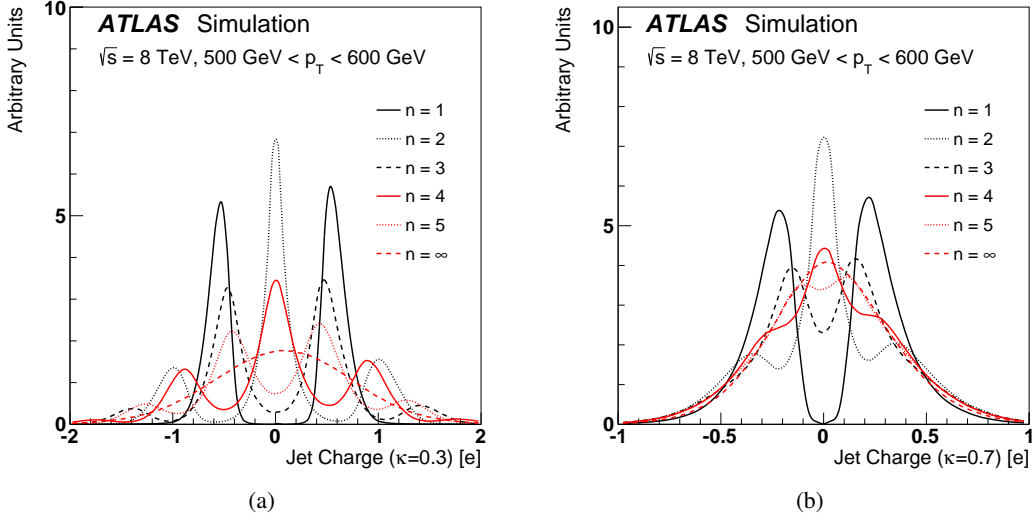 ATLAS Simulation
√s = 8 TeV, 500 GeV < p_T < 600 GeV
Arbitrary Units
10
5
0
n = 1
n = 2
n = 3
n = 4
n = 5
n = ∞
-2
-1
0
1
2
Jet Charge (κ=0.3) [e]
(a)
ATLAS Simulation
√s = 8 TeV, 500 GeV < p_T < 600 GeV
Arbitrary Units
10
5
0
n = 1
n = 2
n = 3
n = 4
n = 5
n = ∞
-1
-0.5
0
0.5
1
Jet Charge (κ=0.7) [e]
(b)